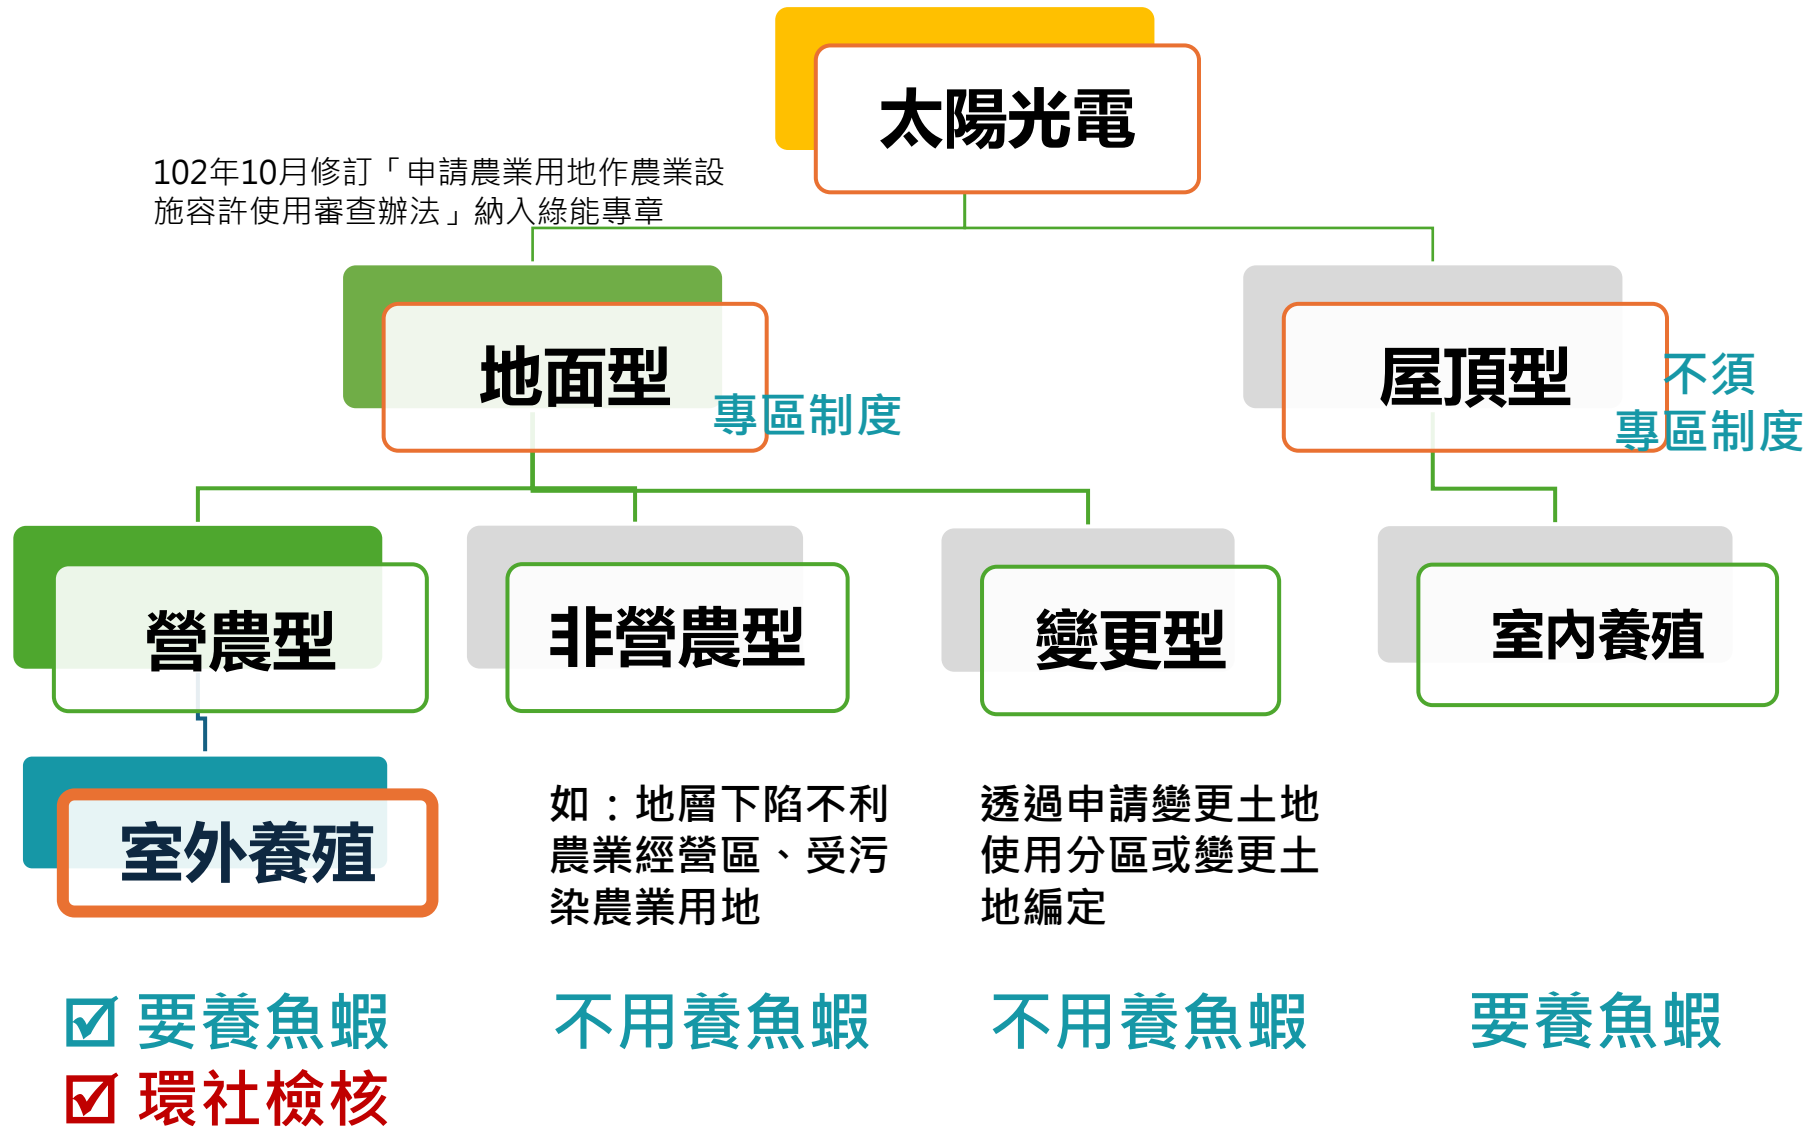 太陽光電
102年10月修訂「申請農業用地作農業設
施容許使用審查辦法」納入綠能專章
地面型
專區制度
屋頂型
不須
專區制度
營農型
非營農型
變更型
室內養殖
室外養殖
如：地層下陷不利
農業經營區、受污
染農業用地
透過申請變更土地
使用分區或變更土
地編定
☑ 要養魚蝦
☑ 環社檢核
不用養魚蝦
不用養魚蝦
要養魚蝦